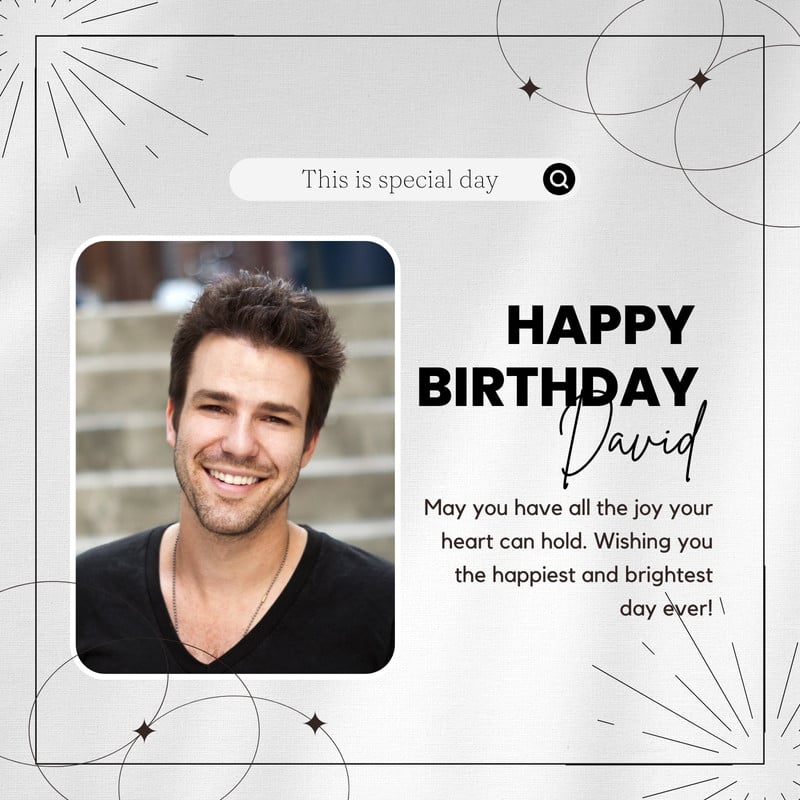 This is special day
HAPPY
BIRTHDAY
David
May you have all the joy your
heart can hold. Wishing you
the happiest and brightest
day ever!